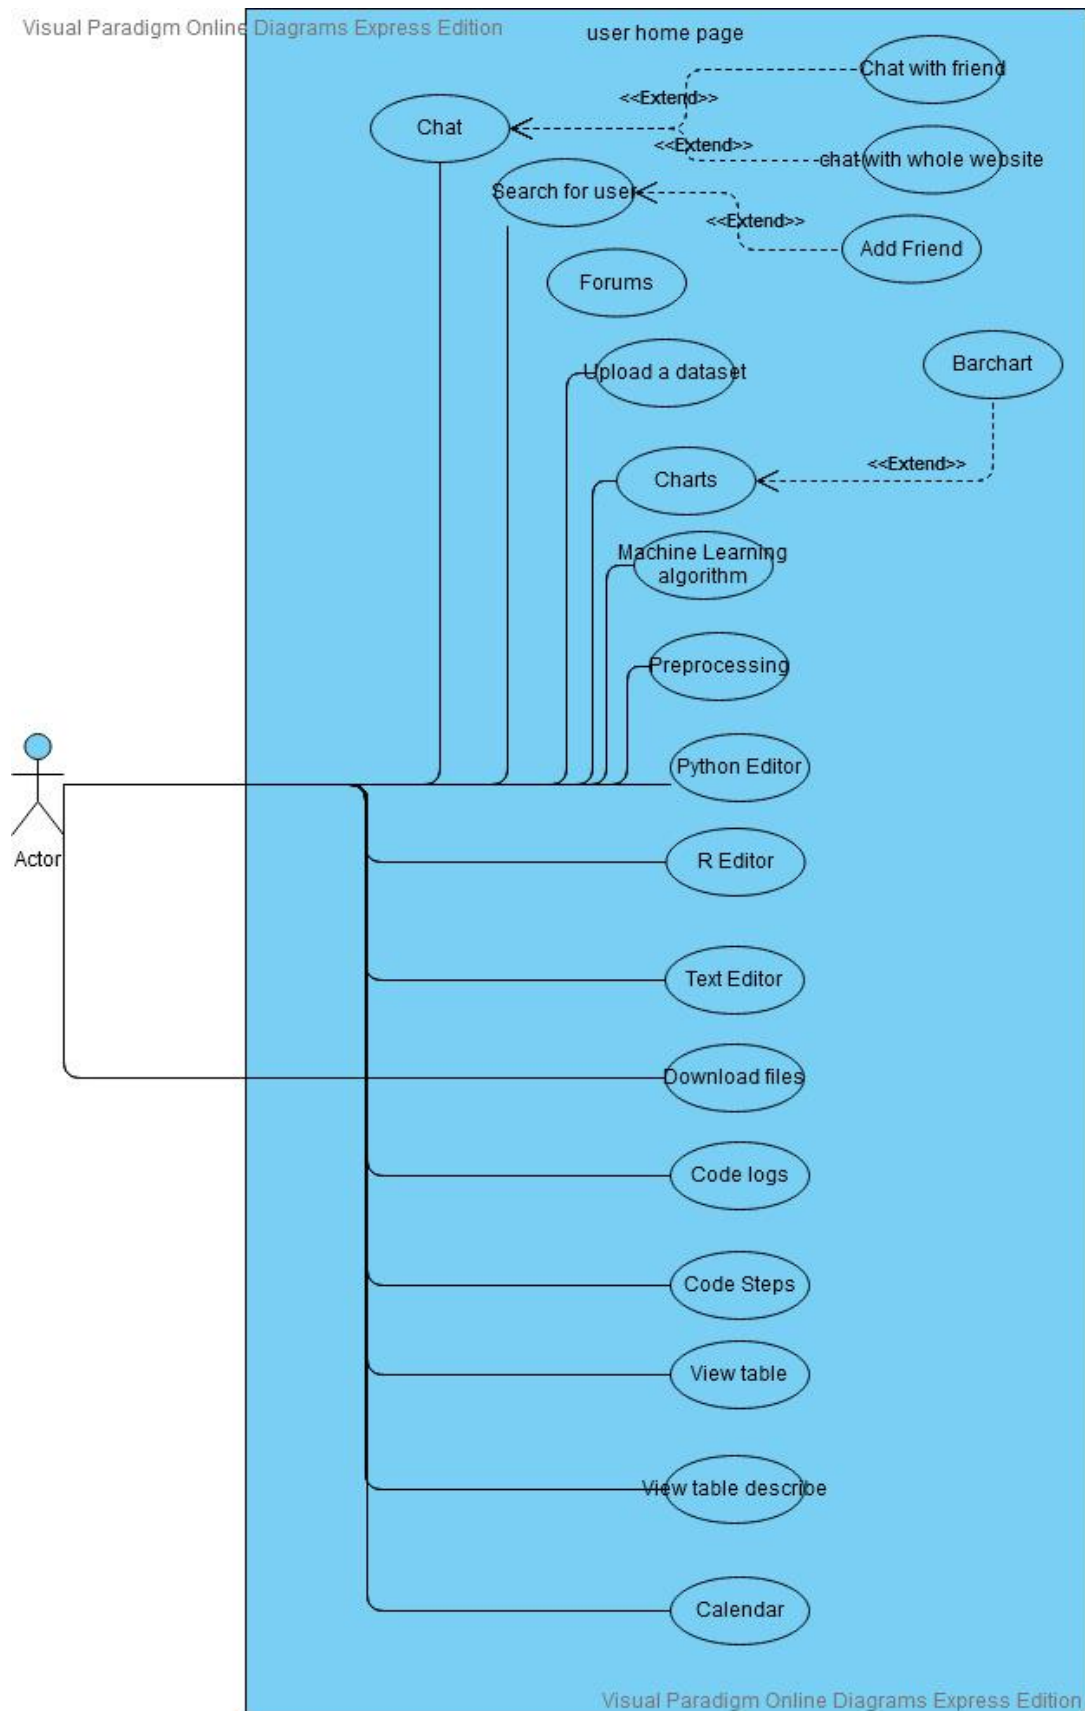 Visual Paradigm Online Diagrams Express Edition
user home page
Chat with friend
<<Extend>>
Chat
<<Extend>>
chat with whole website
Search for user
<<Extend>>
Add Friend
Forums
Upload a dataset
Barchart
<<Extend>>
Charts
Machine Learning
algorithm
Preprocessing
Python Editor
Actor
R Editor
Text Editor
Download files
Code logs
Code Steps
View table
View table describe
Calendar
Visual Paradigm Online Diagrams Express Edition